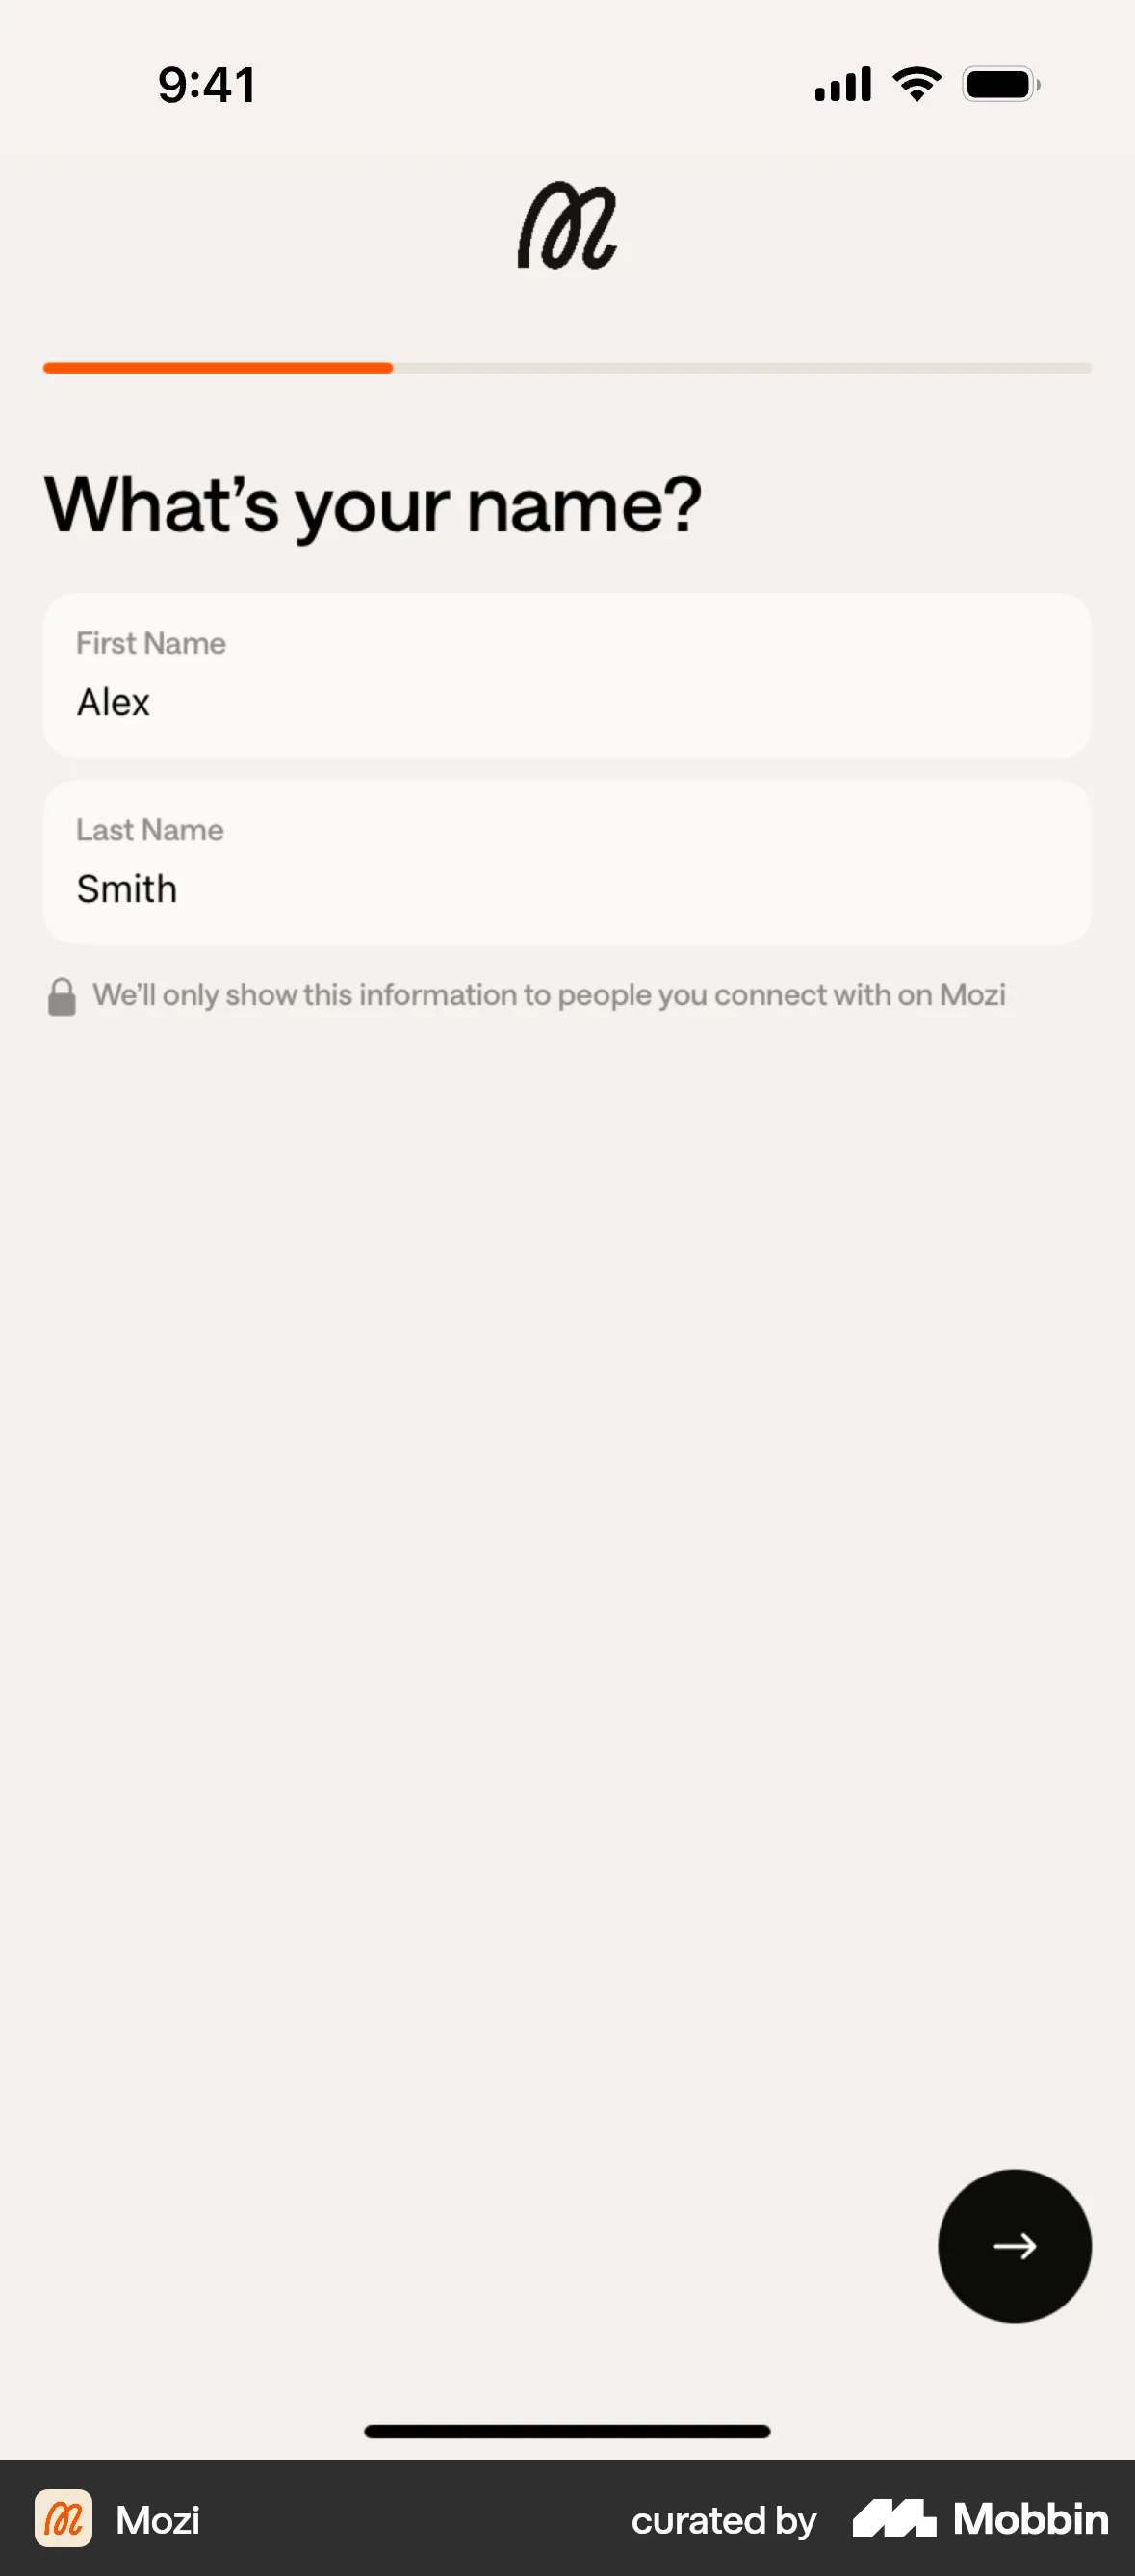 9:41
What’s your name?
First Name
Alex
Last Name
Smith
We’ll only show this information to people you connect with on Mozi
Mozi
curated by
Mobbin